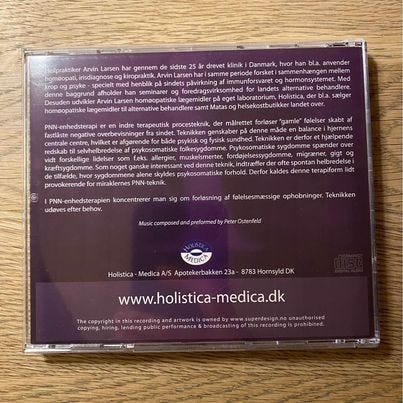 Helpraktiker Arvin Larsen har gennem de sidste 25 år drevet klinik i Danmark, hvor han bl.a. anvender
homøopati, irisdiagnose og kiropraktik. Arvin Larsen har i samme periode forsket i sammenhængen mellem
krop og psyke - specielt med henblik på sindets påvirkning af immunforsvaret og hormonsystemet. Med
denne baggrund afholder han seminarer og foredragsvirksomhed for landets alternative behandlere.
Desuden udvikler Arvin Larsen homøopatiske lægemidler på eget laboratorium, Holistica, der bl.a. sælger
homøopatiske lægemidler til alternative behandlere samt Matas og helsekostbutikker landet over.
PNN-enhedsterapi er en indre terapeutisk procesteknik, der målrettet forløser "gamle" følelser skabt af
fastlåste negative overbevisninger fra sindet. Teknikken genskaber på denne måde en balance i hjernens
centrale centre, hvilket er afgørende for både psykisk og fysisk sundhed. Teknikken er derfor et hjælpende
redskab til selvhelbredelse af psykosomatiske folkesygdomme. Psykosomatiske sygdomme spænder over
vidt forskellige lidelser som f.eks. allergier, muskelsmerter, fordøjelsessygdomme, migræner, gigt og
kræftsygdomme. Som noget ganske interessant ved denne teknik, indtræffer der ofte spontan helbredelse i
de tilfælde, hvor sygdommene alene skyldes psykosomatiske forhold. Derfor kaldes denne terapiform lidt
provokerende for miraklernes PNN-teknik.
I PNN-enhedsterapien koncentrerer man sig om forløsning af følelsesmæssige ophobninger. Teknikken
udøves efter behov.
Music composed and preformed by Peter Ostenfeld
HOLISTICA
MEDICA
Holistica - Medica A/S Apotekerbakken 23a - 8783 Hornsyld DK
COMPACT
disc
DIGITAL AUDIO
www.holistica-medica.dk
The copyright in this recording and artwork is owned by www.superdesign.no unauthorised
copying, hiring, lending public performance & broadcasting of this recording is prohibited.